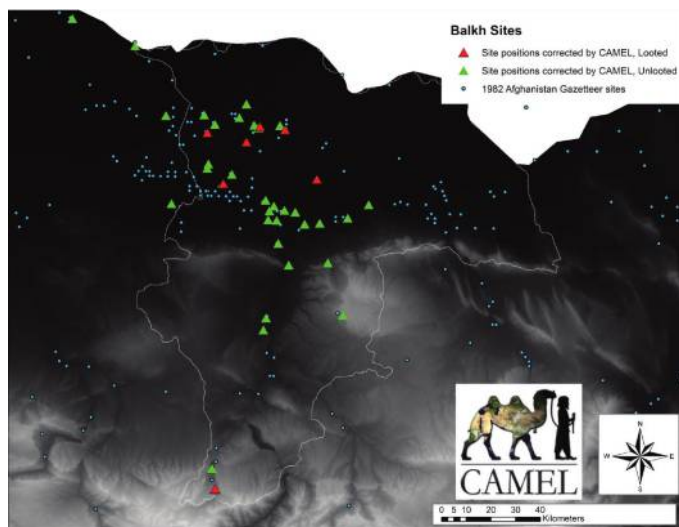 Balkh Sites
Site positions corrected by CAMEL, Looted
Site positions corrected by CAMEL, Unlooted
1982 Afghanistan Gazetteer sites
CAMEL
N
W E
S
0 5 10 20 30 40
Kilometers